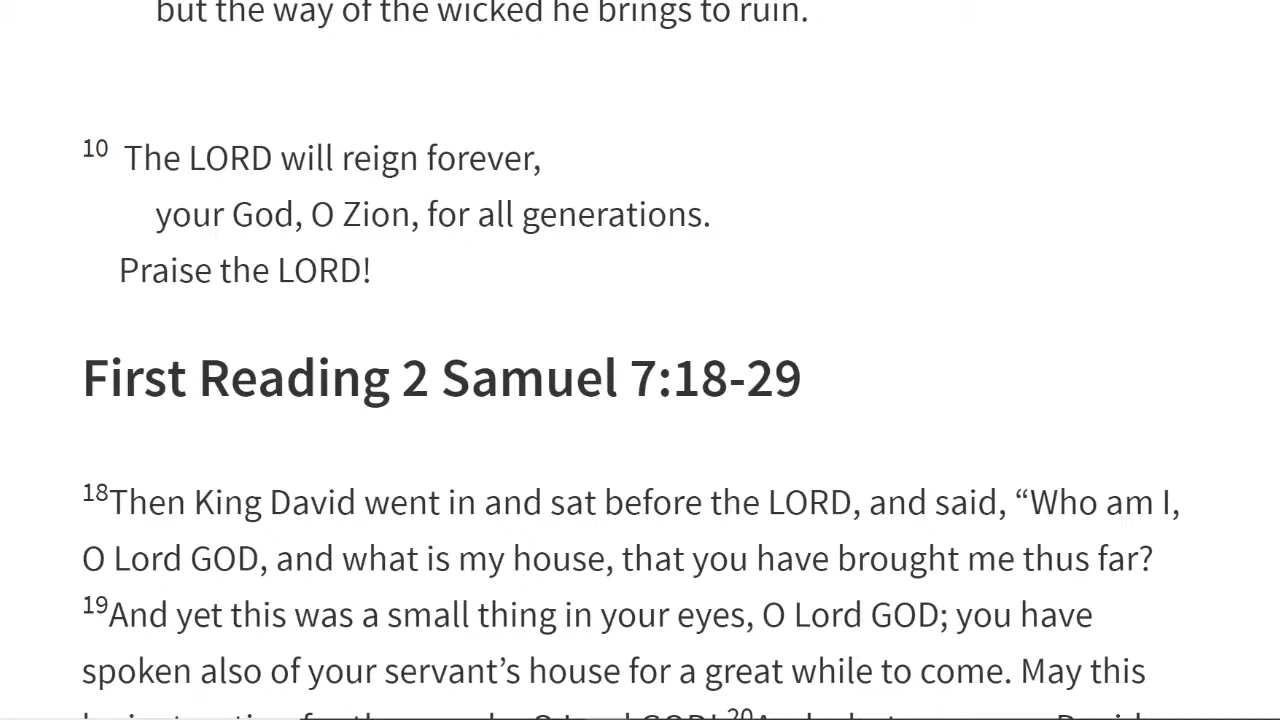 but the way of the wicked he brings to ruin.
10 The LORD will reign forever,
your God, O Zion, for all generations.
Praise the LORD!
First Reading 2 Samuel 7:18-29
18Then King David went in and sat before the LORD, and said, “Who am I,
O Lord GOD, and what is my house, that you have brought me thus far?
19And yet this was a small thing in your eyes, O Lord GOD; you have
spoken also of your servant’s house for a great while to come. May this